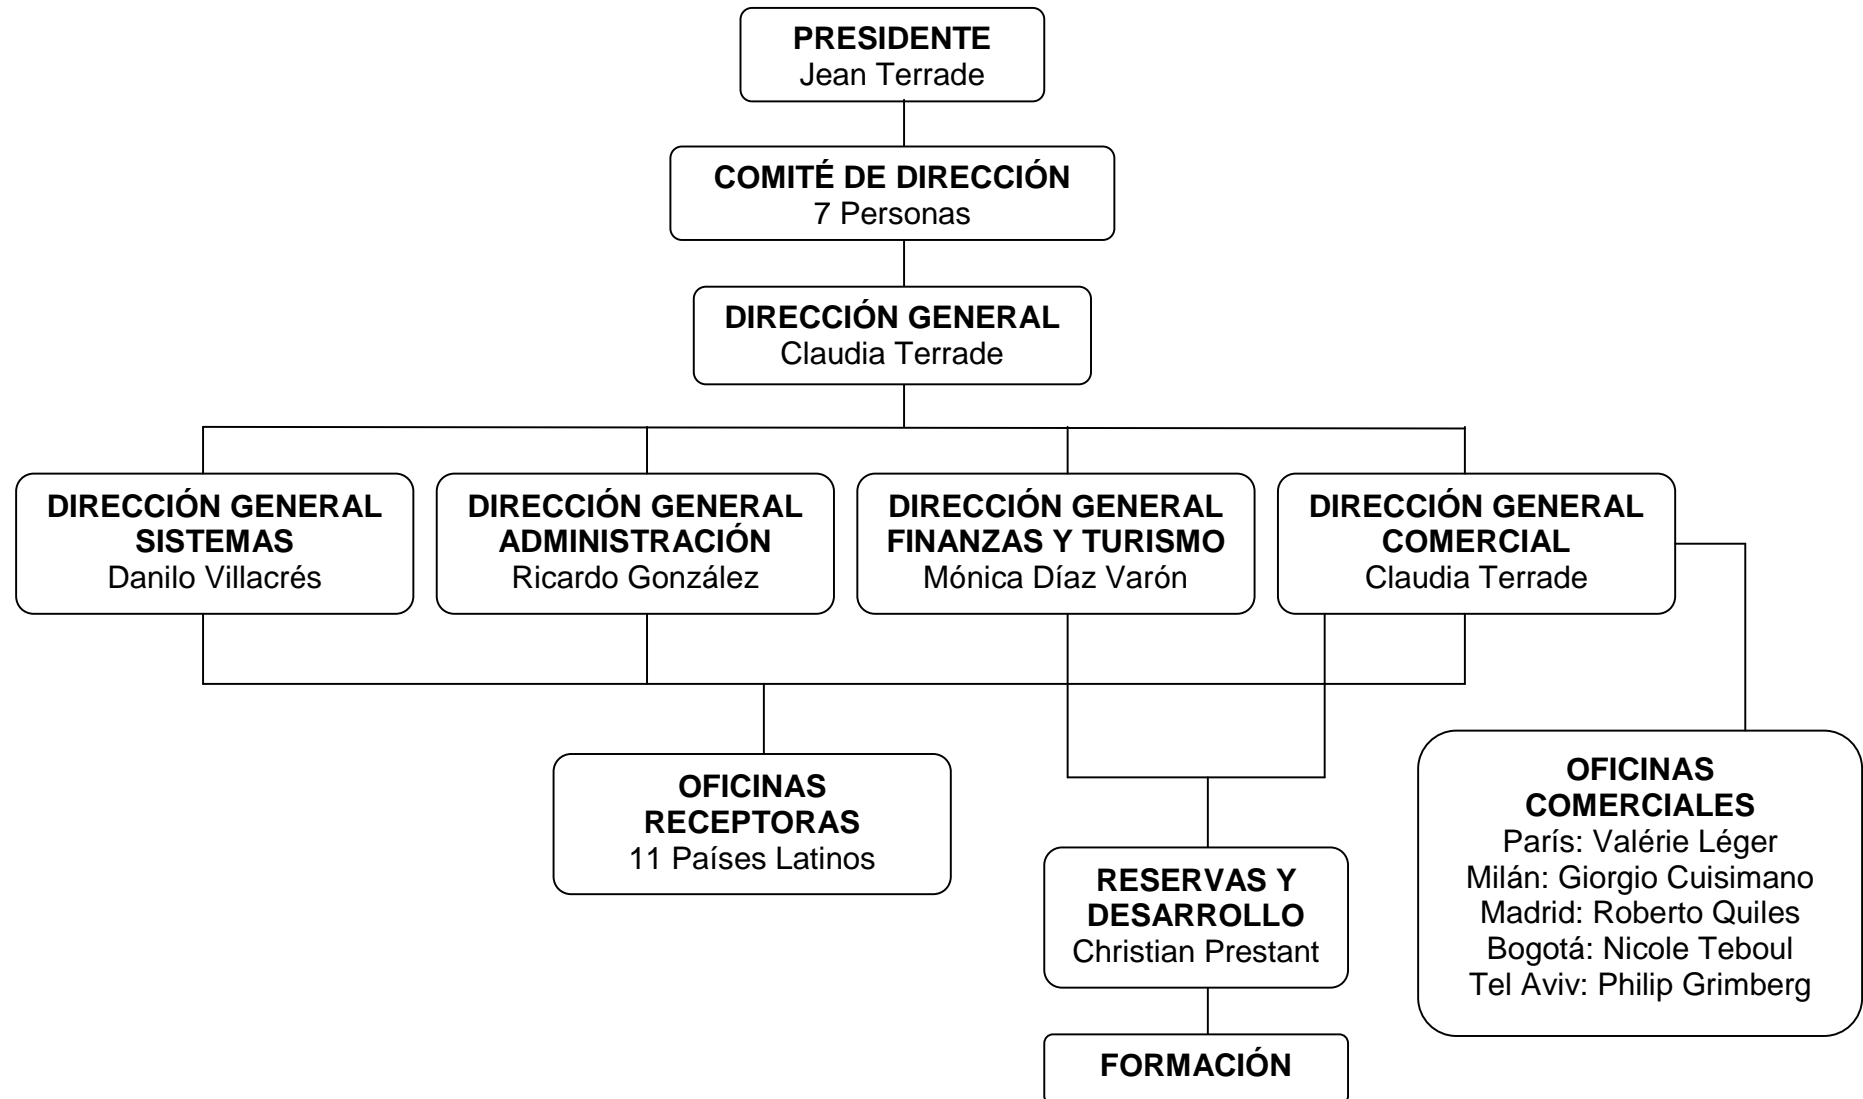 PRESIDENTE
Jean Terrade
COMITÉ DE DIRECCIÓN
7 Personas
DIRECCIÓN GENERAL
Claudia Terrade
DIRECCIÓN GENERAL
SISTEMAS
Danilo Villacrés
DIRECCIÓN GENERAL
ADMINISTRACIÓN
Ricardo González
DIRECCIÓN GENERAL
FINANZAS Y TURISMO
Mónica Díaz Varón
DIRECCIÓN GENERAL
COMERCIAL
Claudia Terrade
OFICINAS
RECEPTORAS
11 Países Latinos
RESERVAS Y
DESARROLLO
Christian Prestant
OFICINAS
COMERCIALES
París: Valérie Léger
Milán: Giorgio Cuisimano
Madrid: Roberto Quiles
Bogotá: Nicole Teboul
Tel Aviv: Philip Grimberg
FORMACIÓN